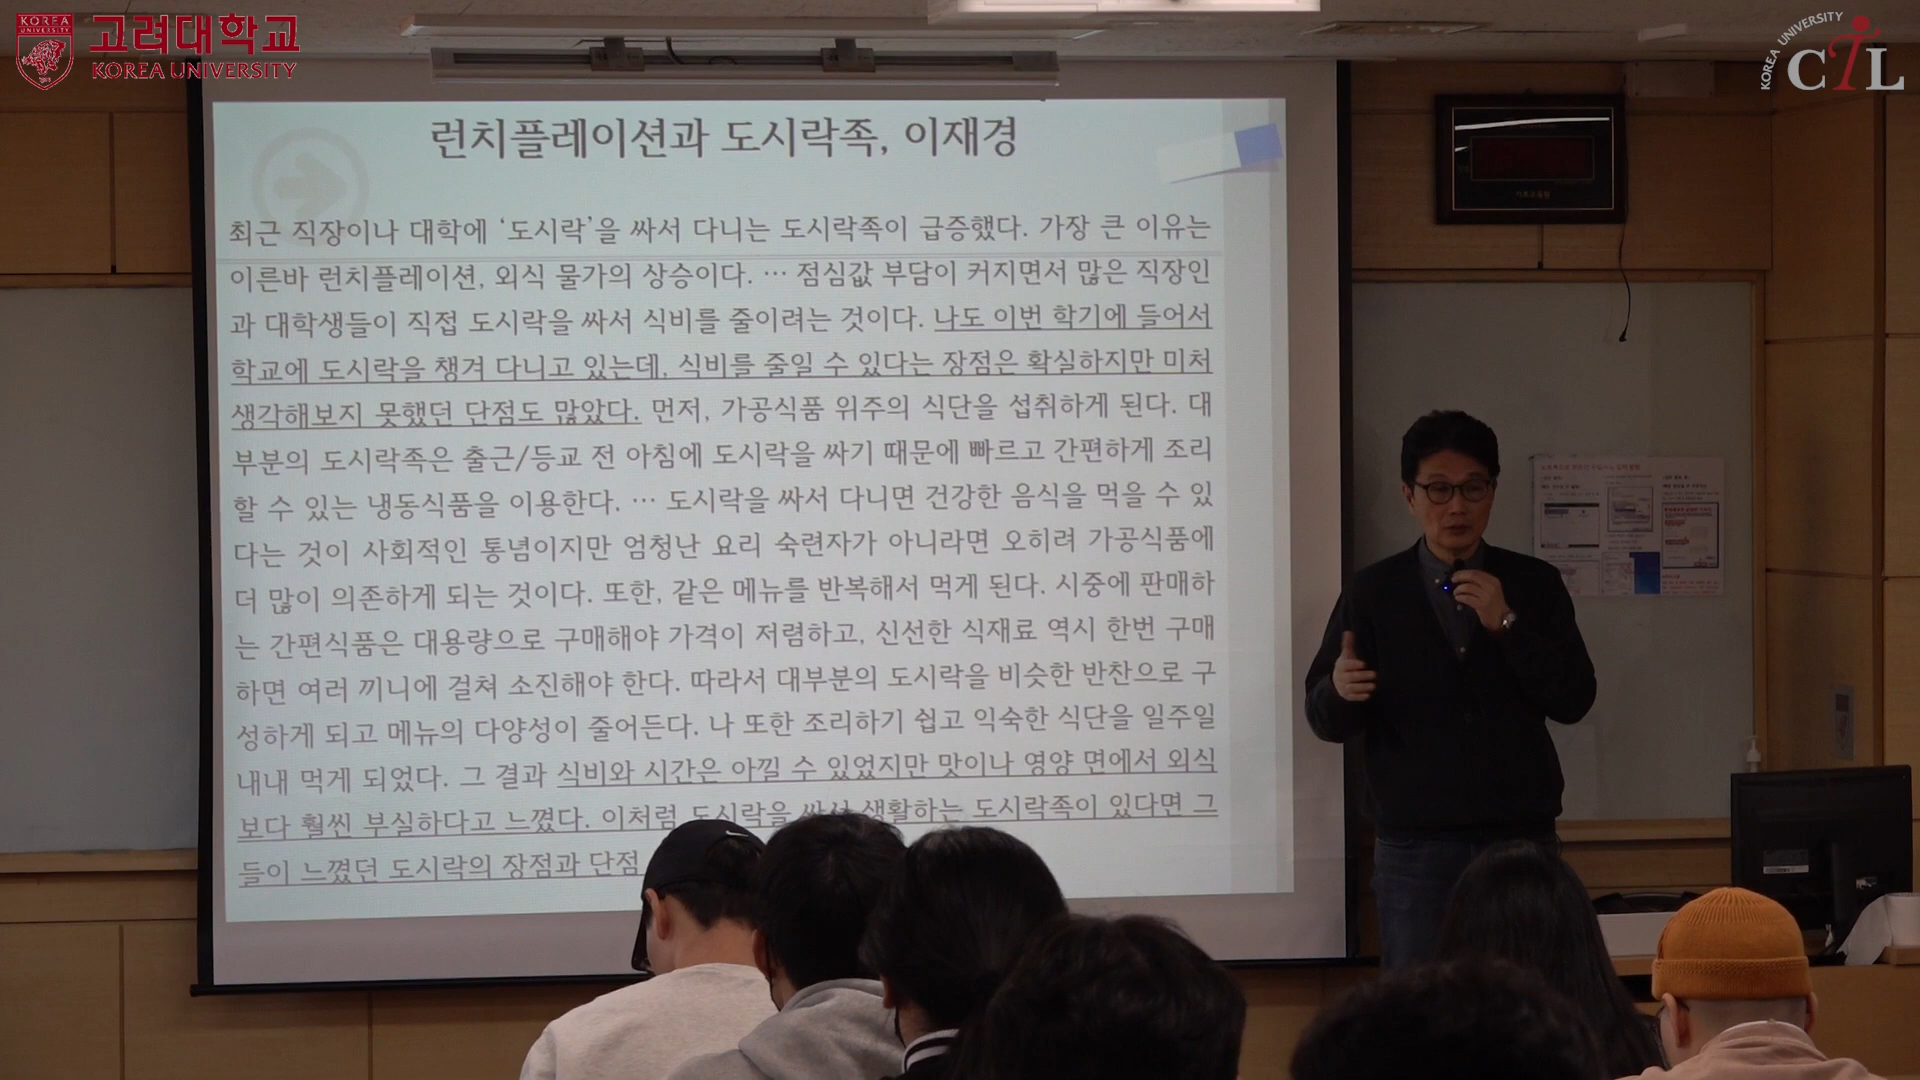 KOREA UNIVERSITY
고려대학교
KOREA UNIVERSITY
KOREA UNIVERSITY
CTL
런치플레이션과 도시락족, 이재경
최근 직장이나 대학에 ‘도시락’을 싸서 다니는 도시락족이 급증했다. 가장 큰 이유는
이른바 런치플레이션, 외식 물가의 상승이다. … 점심값 부담이 커지면서 많은 직장인
과 대학생들이 직접 도시락을 싸서 식비를 줄이려는 것이다. 나도 이번 학기에 들어서
학교에 도시락을 챙겨 다니고 있는데, 식비를 줄일 수 있다는 장점은 확실하지만 미처
생각해보지 못했던 단점도 많았다. 먼저, 가공식품 위주의 식단을 섭취하게 된다. 대
부분의 도시락족은 출근/등교 전 아침에 도시락을 싸기 때문에 빠르고 간편하게 조리
할 수 있는 냉동식품을 이용한다. … 도시락을 싸서 다니면 건강한 음식을 먹을 수 있
다는 것이 사회적인 통념이지만 엄청난 요리 숙련자가 아니라면 오히려 가공식품에
더 많이 의존하게 되는 것이다. 또한, 같은 메뉴를 반복해서 먹게 된다. 시중에 판매하
는 간편식품은 대용량으로 구매해야 가격이 저렴하고, 신선한 식재료 역시 한번 구매
하면 여러 끼니에 걸쳐 소진해야 한다. 따라서 대부분의 도시락을 비슷한 반찬으로 구
성하게 되고 메뉴의 다양성이 줄어든다. 나 또한 조리하기 쉽고 익숙한 식단을 일주일
내내 먹게 되었다. 그 결과 식비와 시간은 아낄 수 있었지만 맛이나 영양 면에서 외식
보다 훨씬 부실하다고 느꼈다. 이처럼 도시락을 싸서 생활하는 도시락족이 있다면 그
들이 느꼈던 도시락의 장점과 단점